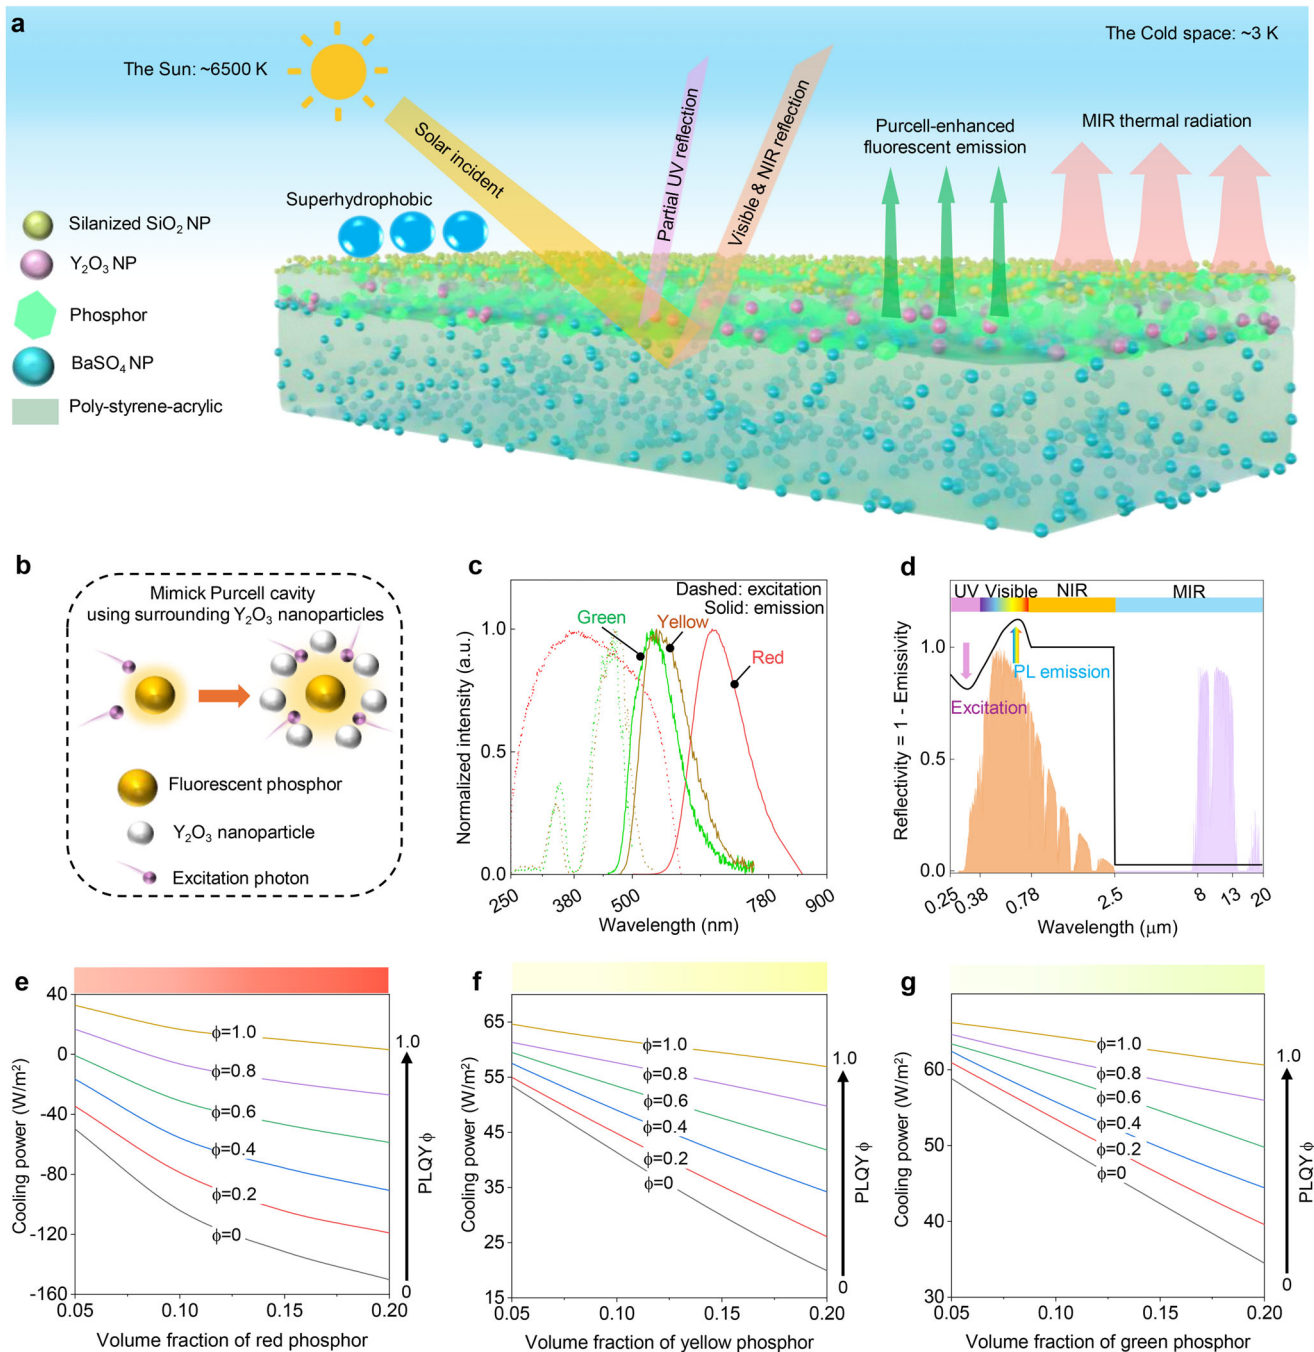 a
The Sun: ~6500 K
The Cold space: ~3 K
Solar incident
Partial UV reflection
Visible & NIR reflection
Purcell-enhanced
fluorescent emission
MIR thermal radiation
Superhydrophobic
Silanized SiO₂ NP
Y₂O₃ NP
Phosphor
BaSO₄ NP
Poly-styrene-acrylic
b
Mimick Purcell cavity
using surrounding Y₂O₃ nanoparticles
Fluorescent phosphor
Y₂O₃ nanoparticle
Excitation photon
c
Dashed: excitation
Solid: emission
Green
Yellow
Red
Normalized intensity (a.u.)
1.0
0.5
0.0
250 380 500 780 900
Wavelength (nm)
d
UV Visible NIR MIR
PL emission
Excitation
Reflectivity = 1 - Emissivity
1.0
0.5
0.0
0.25 0.38 0.78 2.5 8 13 20
Wavelength (μm)
e
Cooling power (W/m²)
40
0
-40
-80
-120
-160
ϕ=1.0
ϕ=0.8
ϕ=0.6
ϕ=0.4
ϕ=0.2
ϕ=0
1.0
PLQY ϕ
0
0.05 0.10 0.15 0.20
Volume fraction of red phosphor
f
Cooling power (W/m²)
65
55
45
35
25
15
ϕ=1.0
ϕ=0.8
ϕ=0.6
ϕ=0.4
ϕ=0.2
ϕ=0
1.0
PLQY ϕ
0
0.05 0.10 0.15 0.20
Volume fraction of yellow phosphor
g
Cooling power (W/m²)
60
50
40
30
ϕ=1.0
ϕ=0.8
ϕ=0.6
ϕ=0.4
ϕ=0.2
ϕ=0
1.0
PLQY ϕ
0
0.05 0.10 0.15 0.20
Volume fraction of green phosphor